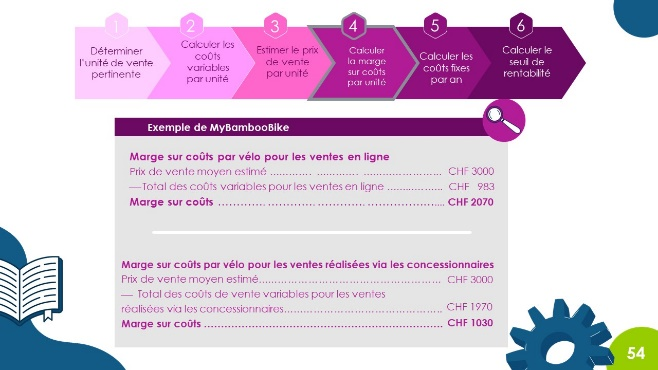 1
Déterminer
l'unité de vente
pertinente
2
Calculer les
coûts
variables
par unité
3
Estimer le prix
de vente
par unité
4
Calculer
la marge
sur coûts
par unité
5
Calculer les
coûts fixes
par an
6
Calculer le
seuil de
rentabilité
Exemple de MyBambooBike
Marge sur coûts par vélo pour les ventes en ligne
Prix de vente moyen estimé ………… ………… ……………………… CHF 3000
—Total des coûts variables pour les ventes en ligne …………… CHF 983
Marge sur coûts ……………………………………………………… CHF 2070
Marge sur coûts par vélo pour les ventes réalisées via les concessionnaires
Prix de vente moyen estimé……………………………………………… CHF 3000
— Total des coûts de vente variables pour les ventes
réalisées via les concessionnaires……………………………………… CHF 1970
Marge sur coûts ………………………………………………………… CHF 1030
54